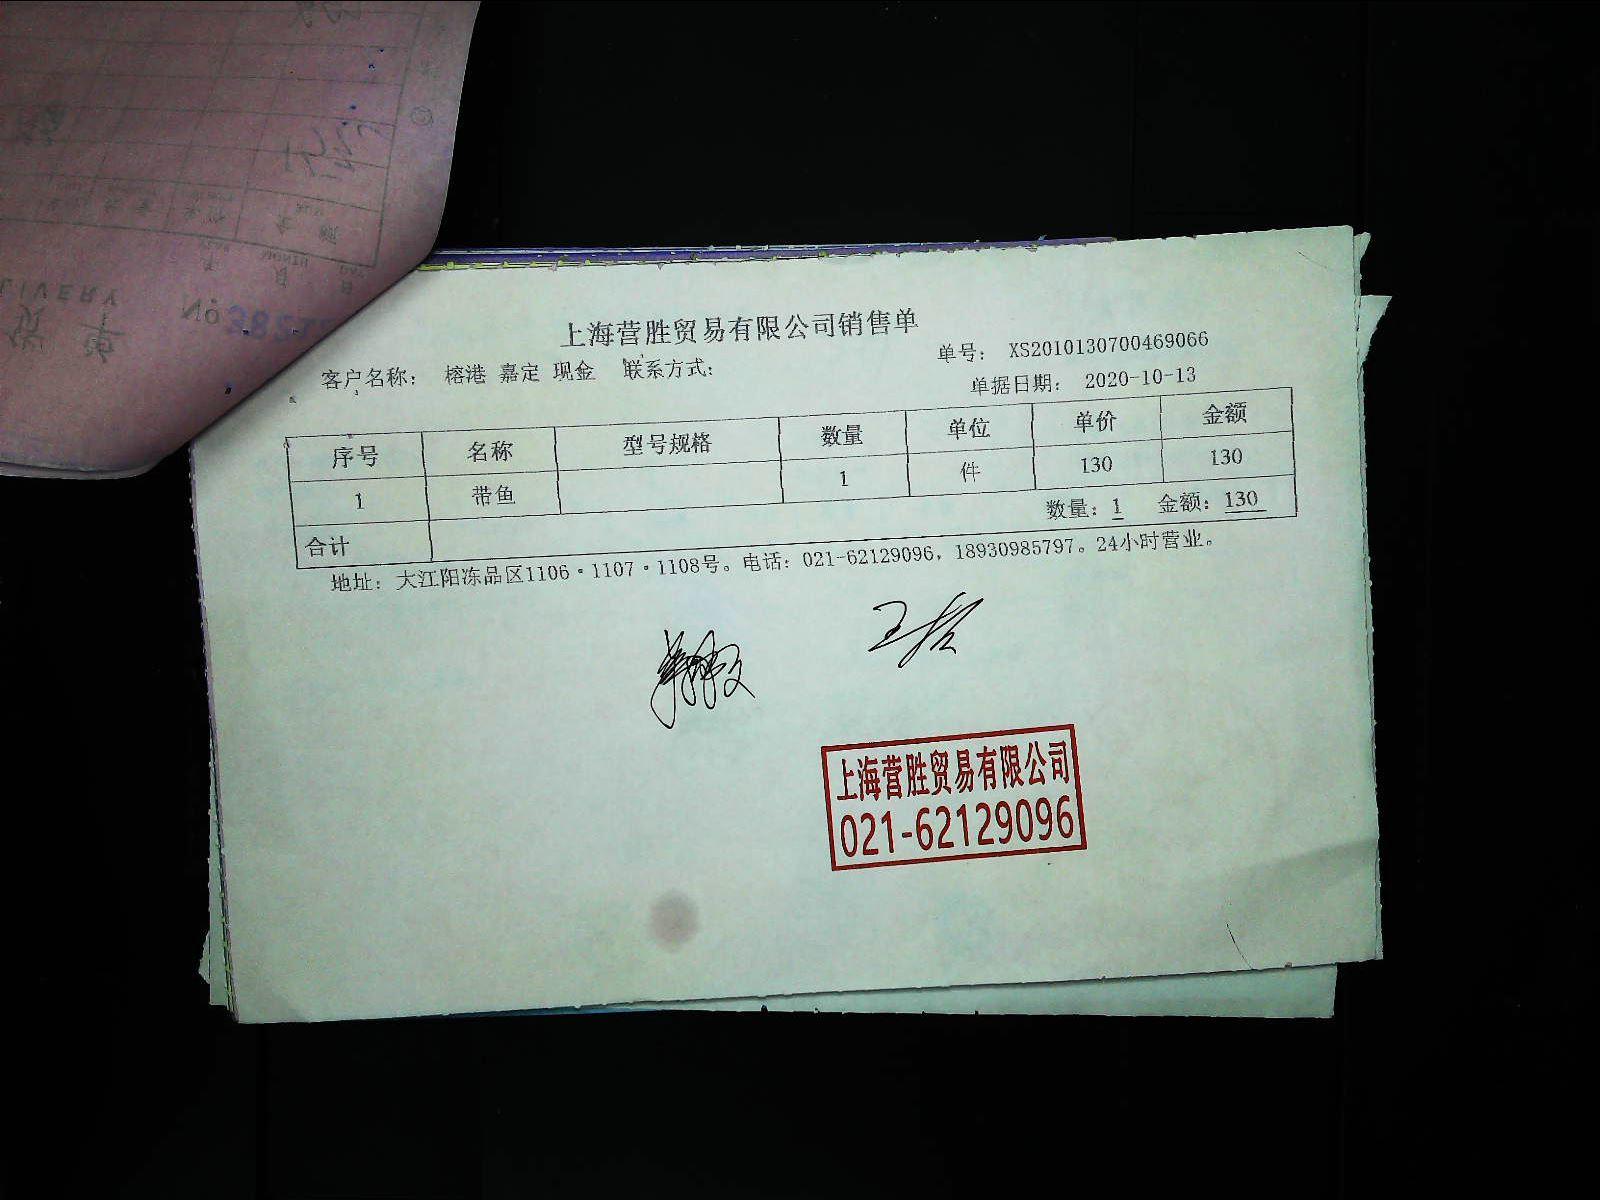 上海营胜贸易有限公司销售单
客户名称： 榕港 嘉定 现金 联系方式： 单号： XS2010130700469066
单据日期： 2020-10-13
序号 名称 型号规格 数量 单位 单价 金额
1 带鱼 1 件 130 130
合计 数量：1 金额：130
地址：大江阳冻品区1106·1107·1108号。电话：021-62129096，18930985797。24小时营业。
上海营胜贸易有限公司
021-62129096